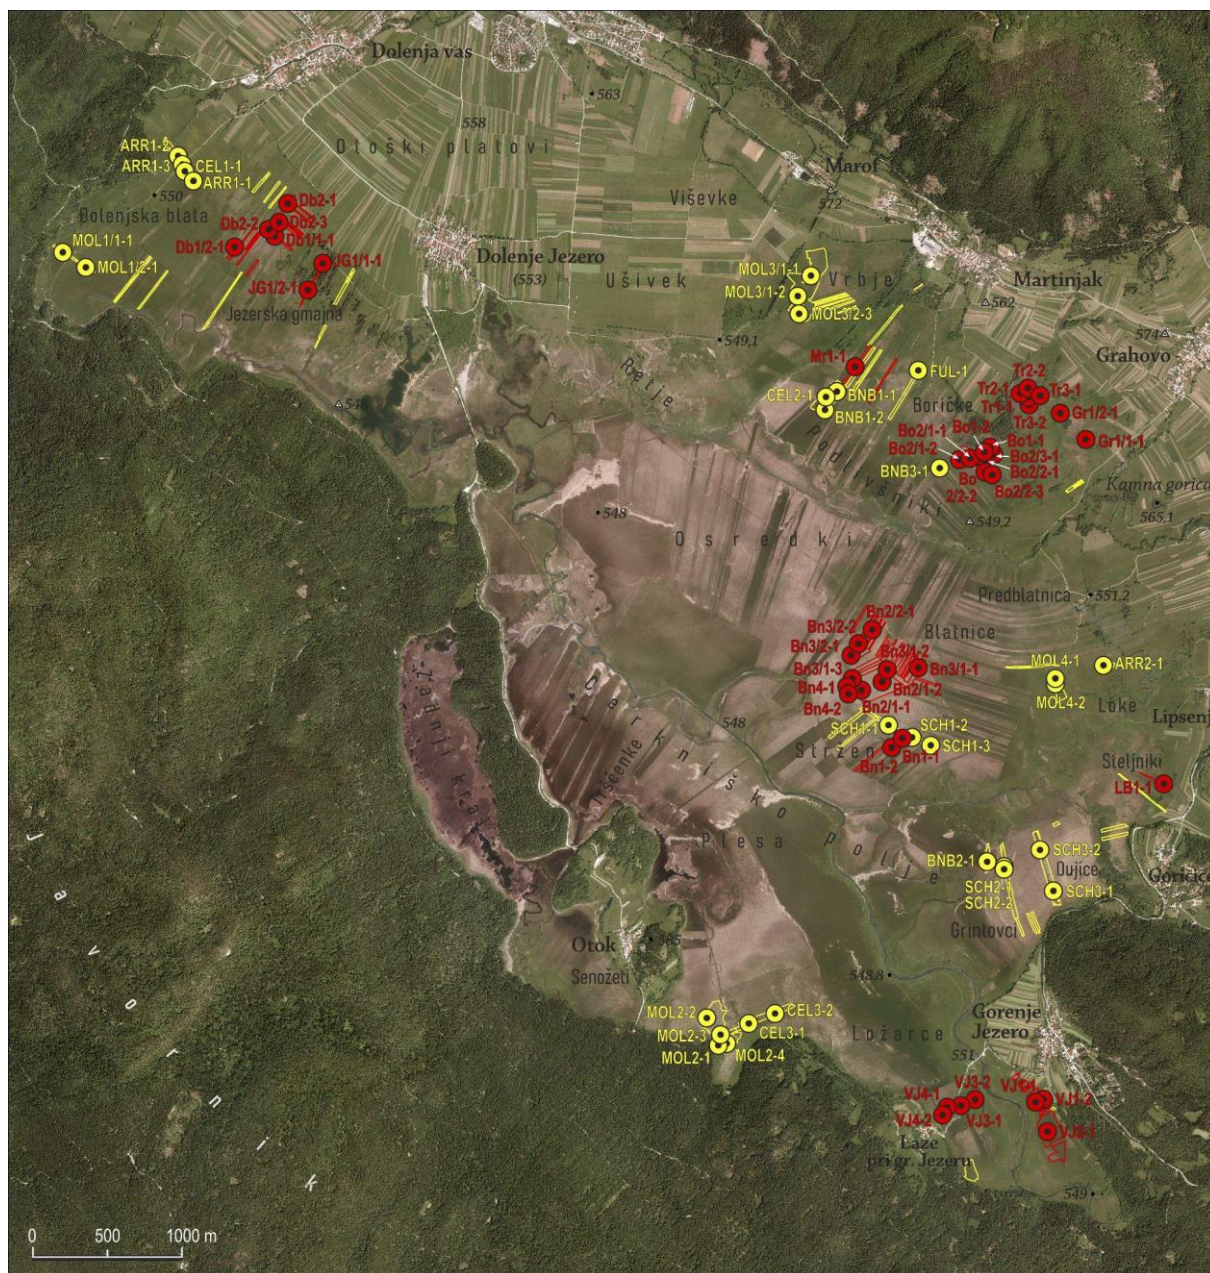 Dolenja vas
563
558
Otoški platovi
ARR1-2
ARR1-3
CEL1-1
ARR1-1
550
Dolenjska blata
Marof
572
Viševke
Db2-1
Db2-2
Db2-3
Db1/1-1
Db1/2-1
MOL1/1-1
MOL1/2-1
JG1/1-1
JG1/2-1
Jezerska gmajna
Dolenje Jezero
(553)
Ušivek
MOL3/1-1
Vrbje
MOL3/1-2
MOL3/2-3
Martinjak
562
549,1
574
Grahovo
Retje
Mr1-1
FUL-1
548
CEL2-1
BNB1-1
BNB1-2
Boričke
Tr2-2
Tr2-1
Tr3-1
Tr1-1
Tr3-2
Gr1/2-1
Gr1/1-1
Bo1-2
Bo2/1-1
Bo1-1
Bo2/1-2
Bo2/3-1
BNB3-1
Bo2/2-1
Bo
2/2-2
Bo2/2-3
podlivšniki
Kamna gorica
565,1
549,2
548
Osredki
Predblatnica
551,2
Bn2/2-1
Bn3/2-2
Blatnice
Bn3/2-1
Bn3/1-2
Bn3/1-3
Bn3/1-1
Bn4-1
Bn2/1-2
Bn4-2
Bn2/1-1
MOL4-1
ARR2-1
MOL4-2
Loke
Lipsenj
Zadnji kraj
548
SCH1-1
SCH1-2
SCH1-3
Stržen
Bn1-1
Bn1-2
Steljniki
LB1-1
Cerkniško polje
Tiščenke
Plesa
BNB2-1
SCH3-2
Dujice
SCH2-1
SCH2-2
SCH3-1
Goričice
Grintovci
Otok
Senožeti
548,8
MOL2-2
CEL3-2
MOL2-3
CEL3-1
MOL2-1
MOL2-4
Ložarce
Gorenje
Jezero
551
VJ3-2
VJ4-1
VJ1-2
VJ4-2
VJ3-1
VJ2-1
Laze
pri gr. Jezeru
549
Javornik
0 500 1000 m